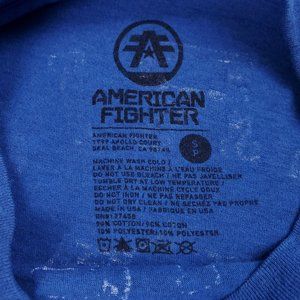 AMERICAN
FIGHTER
S
P
AMERICAN FIGHTER
APOLLO COURT
SEAL BEACH, CA 90740
MACHINE WASH COLD /
LAVER A LA MACHINE A L'EAU FROIDE
DO NOT USE BLEACH / NE PAS JAVELLISER
TUMBLE DRY AT LOW TEMPERATURE /
SECHER A LA MACHINE CYCLE DOUX
DO NOT IRON / NE PAS REPASSER
DO NOT DRY CLEAN / NE SECHEZ PAS PROPRE
MADE IN USA / FABRIQUE EN USA
90% COTTON / 90% COTON
10% POLYESTER / 10% POLYESTER